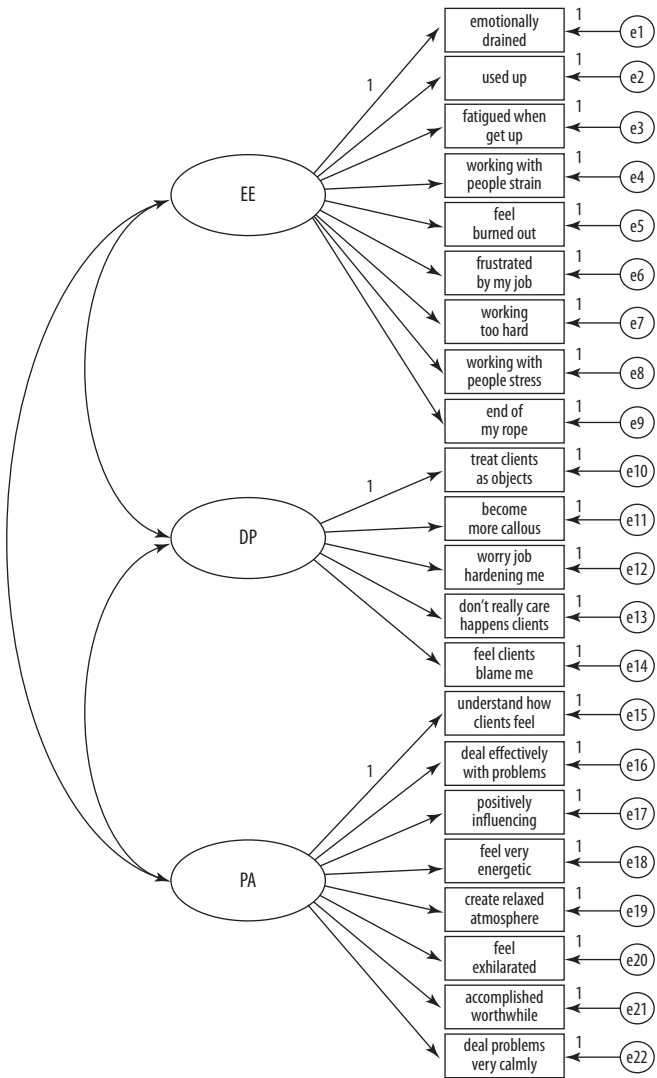 1
emotionally
drained
e1
1
used up
1
e2
fatigued when
get up
1
e3
EE
working with
people strain
1
e4
feel
burned out
1
e5
frustrated
by my job
1
e6
working
too hard
1
e7
working with
people stress
1
e8
end of
my rope
1
e9
treat clients
as objects
1
e10
1
become
more callous
1
e11
DP
worry job
hardening me
1
e12
don't really care
happens clients
1
e13
feel clients
blame me
1
e14
understand how
clients feel
1
e15
1
deal effectively
with problems
1
e16
positively
influencing
1
e17
feel very
energetic
1
e18
PA
create relaxed
atmosphere
1
e19
feel
exhilarated
1
e20
accomplished
worthwhile
1
e21
deal problems
very calmly
1
e22